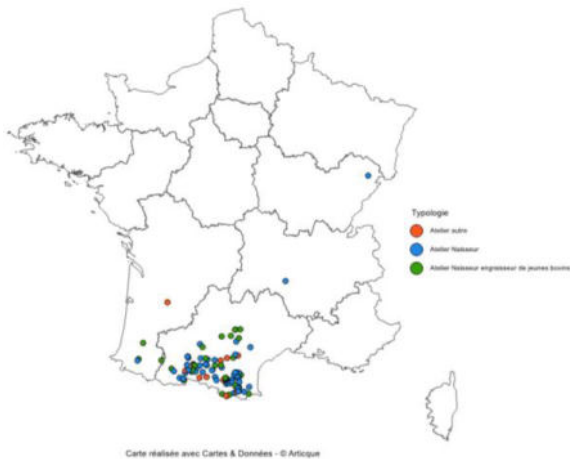 Typologie
Atelier autre
Atelier Naisseur
Atelier Naisseur engraisseur de jeunes bovins
Carte réalisée avec Cartes & Données - © Articque